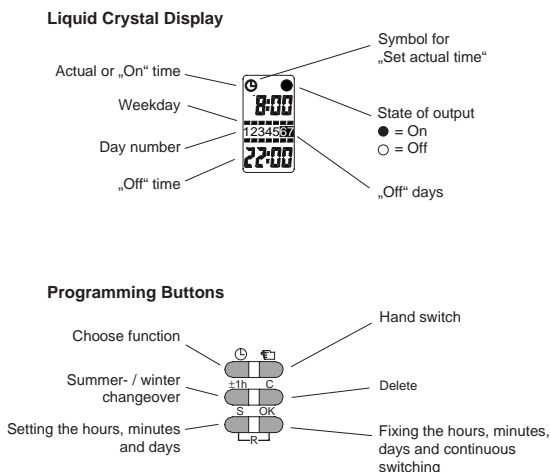 Liquid Crystal Display
Symbol for
„Set actual time“
Actual or „On“ time
8:00
Weekday
State of output
● = On
○ = Off
1234567
Day number
22:00
„Off“ time
„Off“ days
Programming Buttons
Hand switch
Choose function
Summer- / winter
changeover
±1h C
Delete
S OK
Setting the hours, minutes
and days
R
Fixing the hours, minutes,
days and continuous
switching